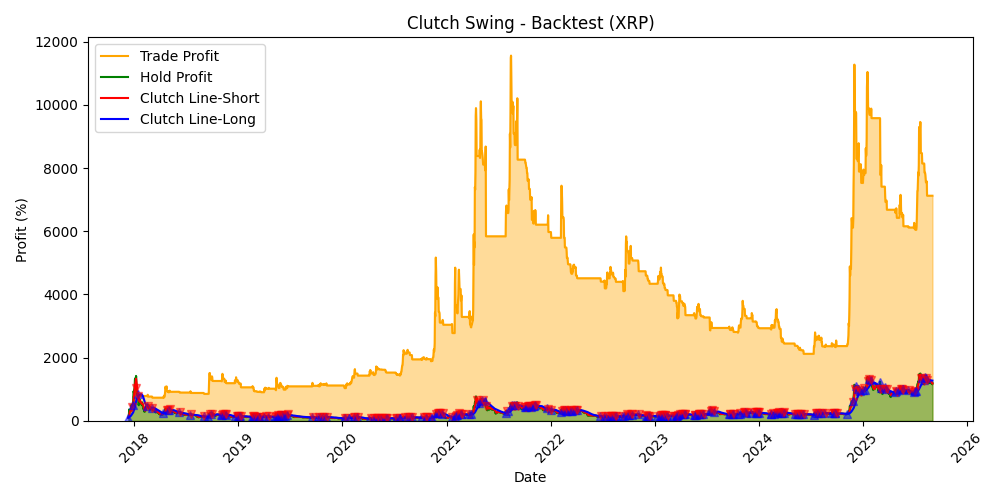 Clutch Swing - Backtest (XRP)
Trade Profit
Hold Profit
Clutch Line-Short
Clutch Line-Long
Profit (%)
12000
10000
8000
6000
4000
2000
0
2018
2019
2020
2021
2022
2023
2024
2025
2026
Date